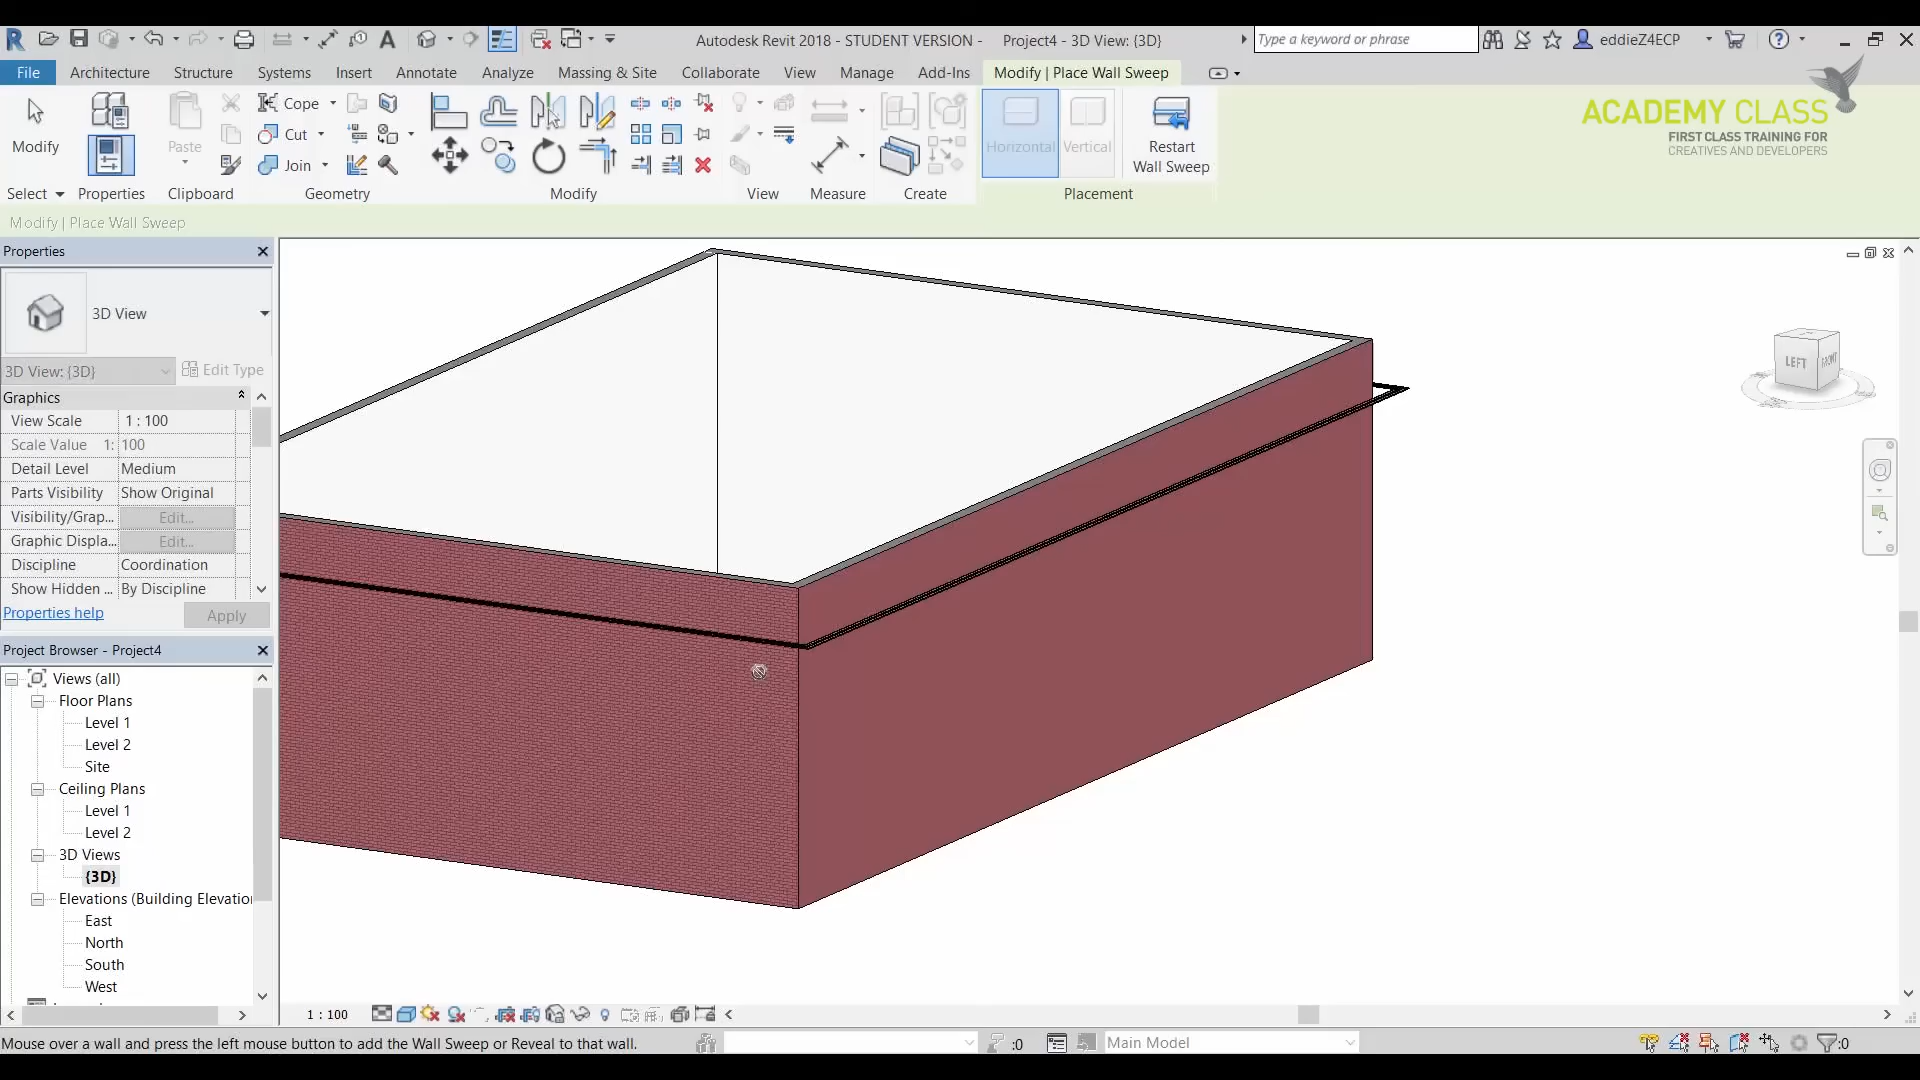 Autodesk Revit 2018 - STUDENT VERSION - Project4 - 3D View: {3D}
Type a keyword or phrase
eddieZ4ECP
File Architecture Structure Systems Insert Annotate Analyze Massing & Site Collaborate View Manage Add-Ins Modify | Place Wall Sweep
Modify
Paste
Cope
Cut
Join
Horizontal Vertical
Restart
Wall Sweep
Select Properties Clipboard Geometry Modify View Measure Create Placement
ACADEMY CLASS
FIRST CLASS TRAINING FOR
CREATIVES AND DEVELOPERS
Modify | Place Wall Sweep
Properties
3D View
3D View: {3D} Edit Type
Graphics
View Scale 1 : 100
Scale Value 1: 100
Detail Level Medium
Parts Visibility Show Original
Visibility/Grap... Edit...
Graphic Displa... Edit...
Discipline Coordination
Show Hidden ... By Discipline
Properties help Apply
Project Browser - Project4
Views (all)
Floor Plans
Level 1
Level 2
Site
Ceiling Plans
Level 1
Level 2
3D Views
{3D}
Elevations (Building Elevatio
East
North
South
West
LEFT FRONT
1 : 100
Mouse over a wall and press the left mouse button to add the Wall Sweep or Reveal to that wall.
:0
Main Model
:0